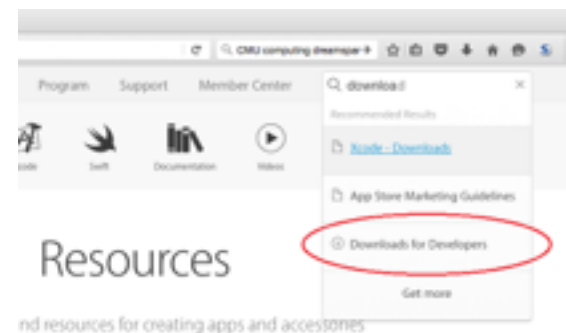 CMU computing dreamspar
Program Support Member Center
download
Recommended Results
Xcode - Downloads
Swift Documentation Videos
App Store Marketing Guidelines
Downloads for Developers
Get more
Resources
nd resources for creating apps and accessories